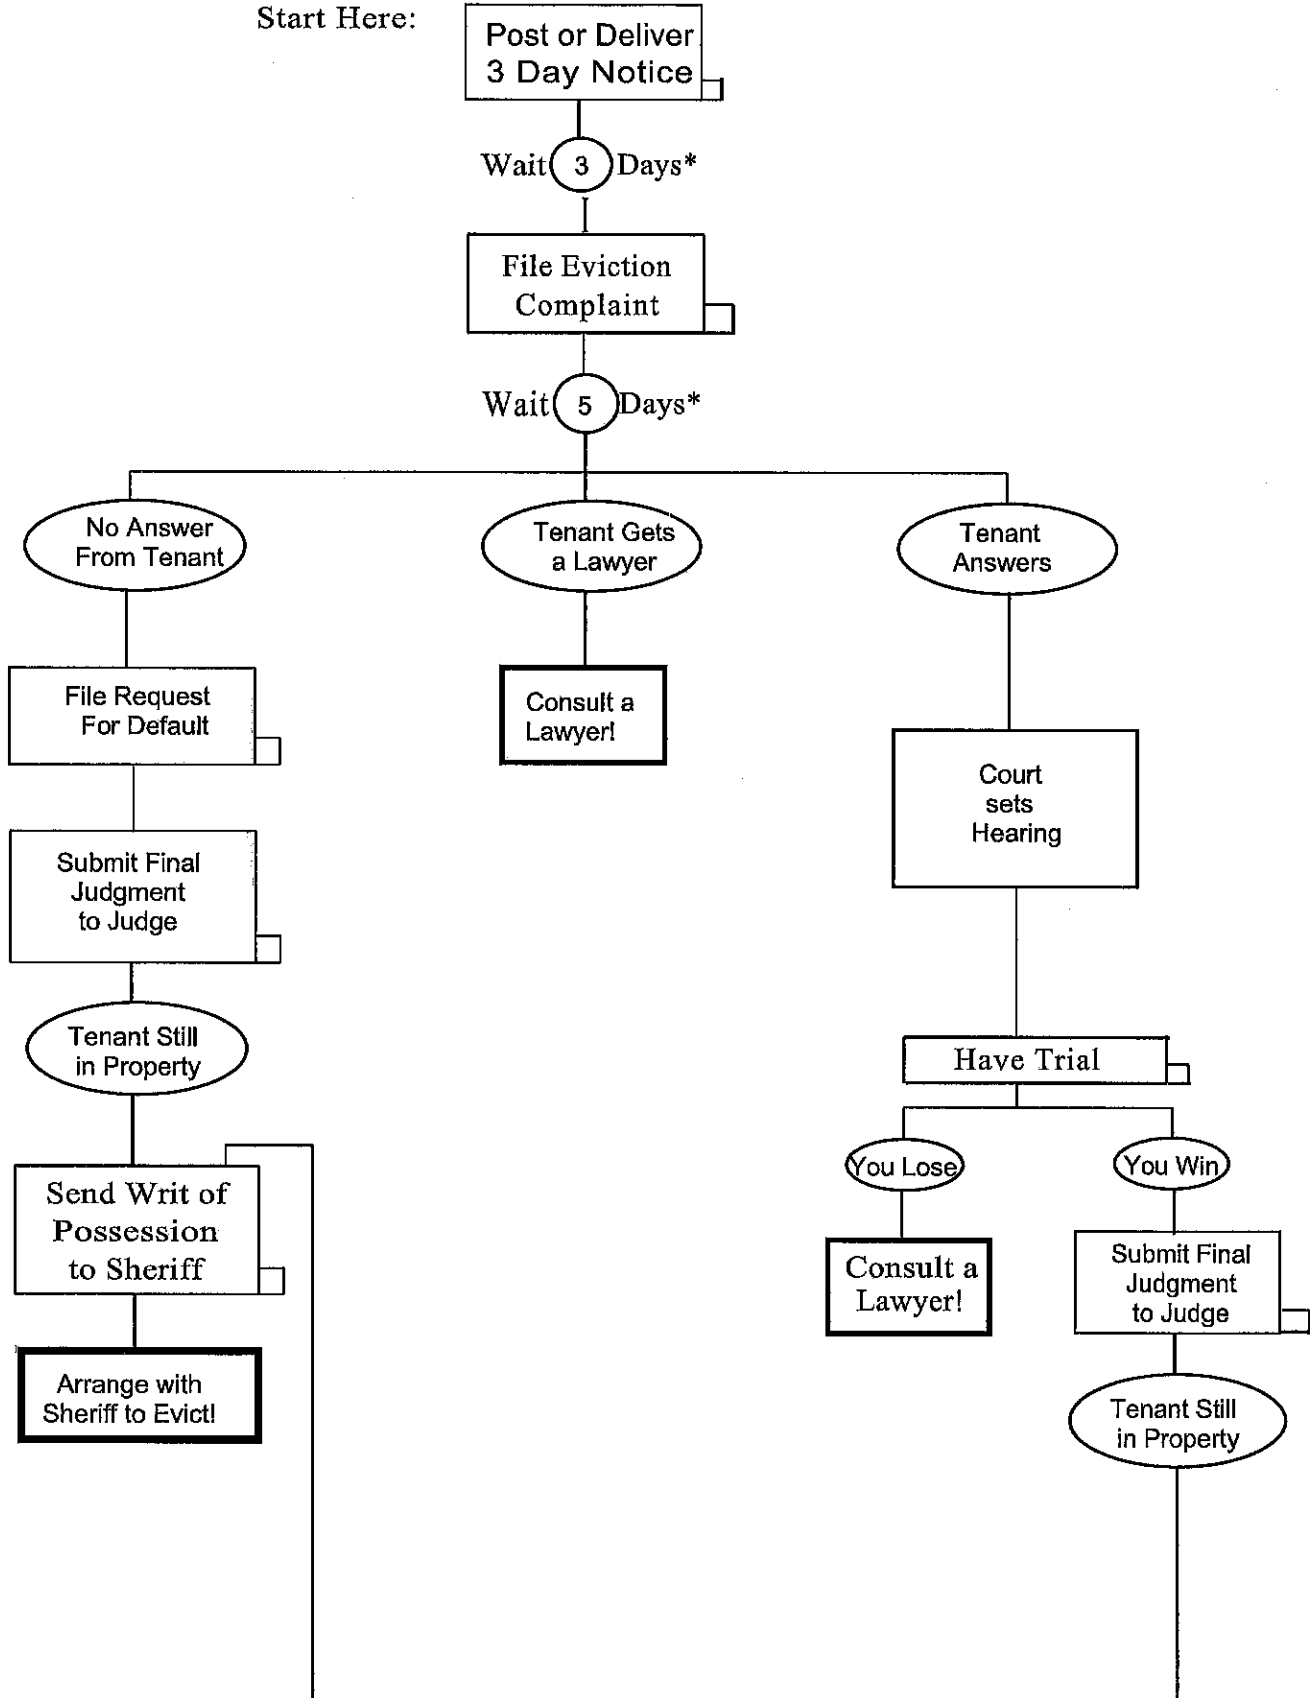 Start Here:
Post or Deliver
3 Day Notice
Wait 3 Days*
File Eviction
Complaint
Wait 5 Days*
No Answer
From Tenant
Tenant Gets
a Lawyer
Tenant
Answers
File Request
For Default
Consult a
Lawyer!
Court
sets
Hearing
Submit Final
Judgment
to Judge
Tenant Still
in Property
Have Trial
You Lose
You Win
Send Writ of
Possession
to Sheriff
Consult a
Lawyer!
Submit Final
Judgment
to Judge
Arrange with
Sheriff to Evict!
Tenant Still
in Property